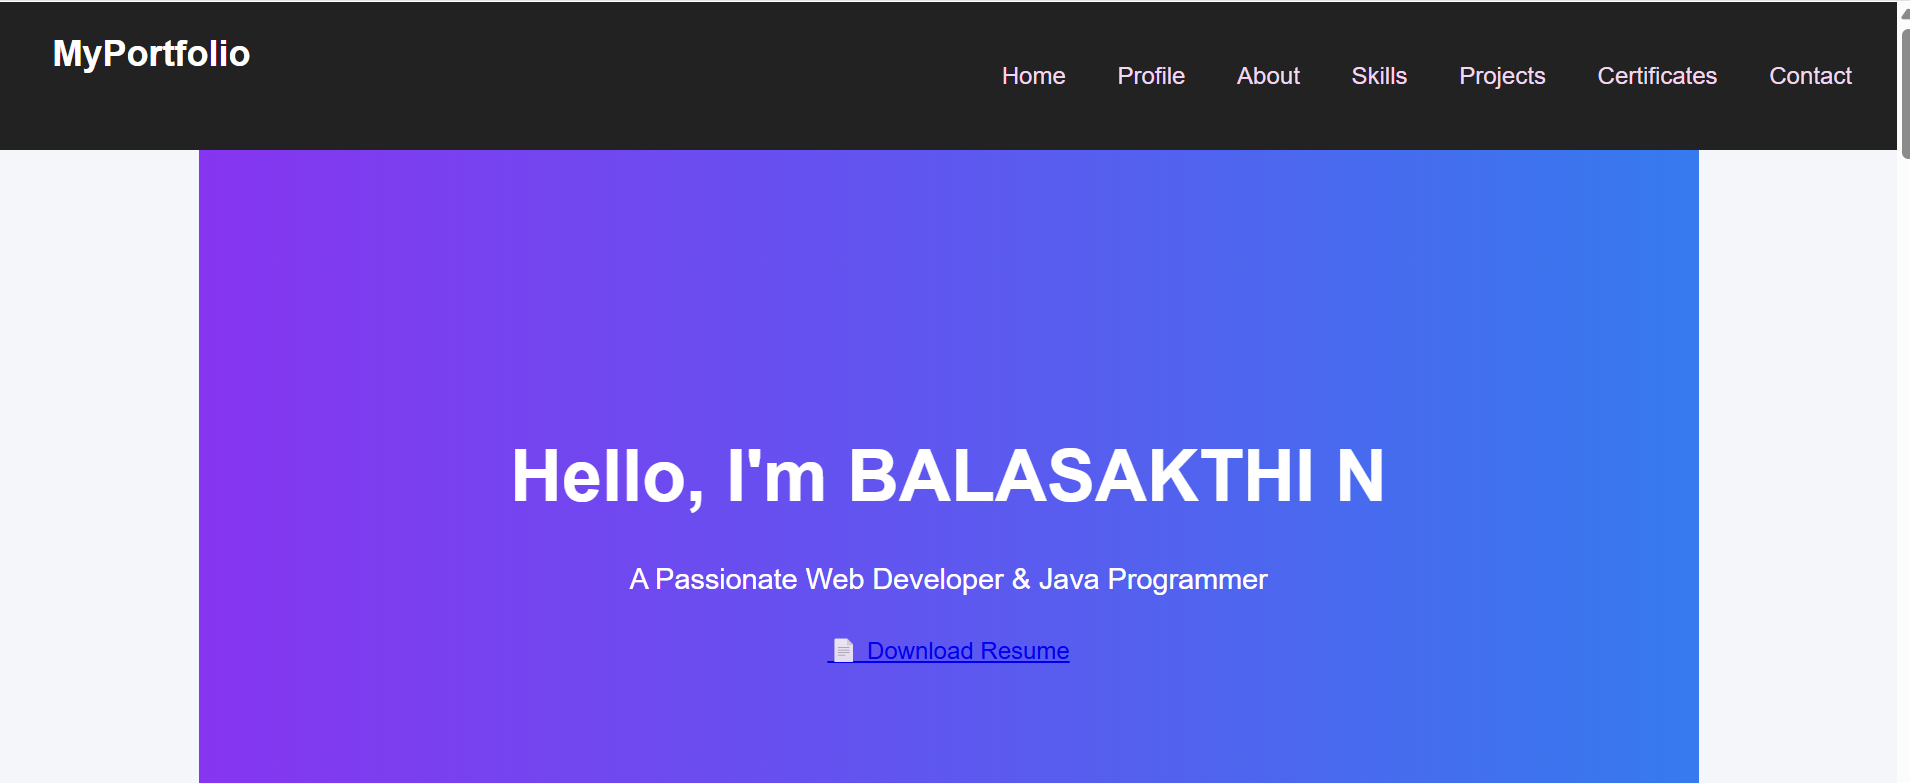 MyPortfolio
Home Profile About Skills Projects Certificates Contact
Hello, I'm BALASAKTHI N
A Passionate Web Developer & Java Programmer
📄 Download Resume